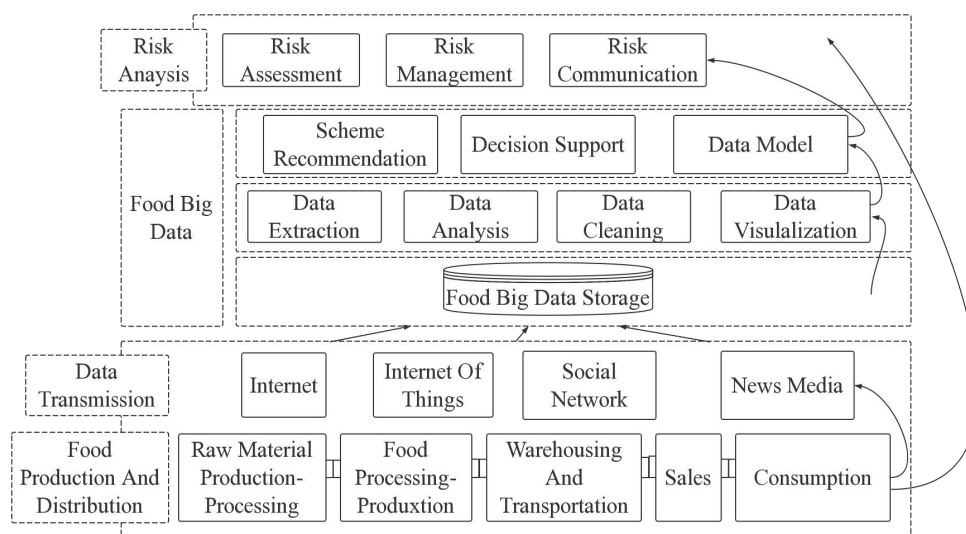 Risk
Anaysis
Risk
Assessment
Risk
Management
Risk
Communication
Food Big
Data
Scheme
Recommendation
Decision Support
Data Model
Data
Extraction
Data
Analysis
Data
Cleaning
Data
Visulalization
Food Big Data Storage
Data
Transmission
Internet
Internet Of
Things
Social
Network
News Media
Food
Production And
Distribution
Raw Material
Production-
Processing
Food
Processing-
Produxtion
Warehousing
And
Transportation
Sales
Consumption